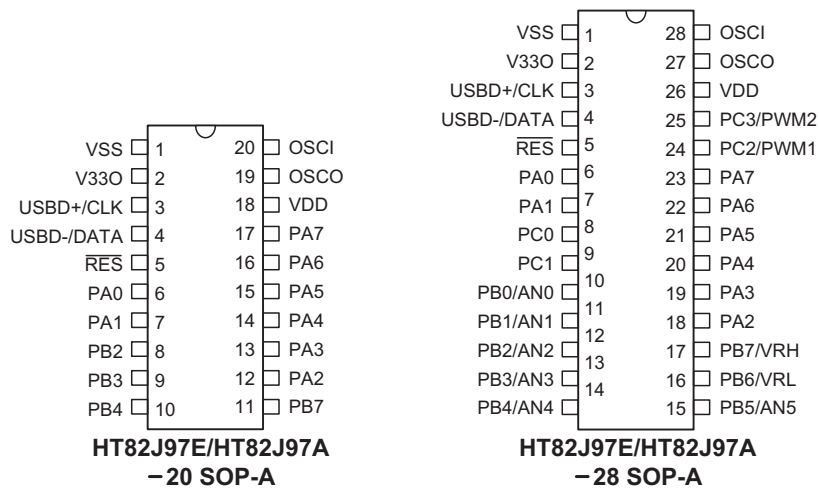 VSS 1 20 OSCI
V33O 2 19 OSCO
USBD+/CLK 3 18 VDD
USBD-/DATA 4 17 PA7
RES 5 16 PA6
PA0 6 15 PA5
PA1 7 14 PA4
PB2 8 13 PA3
PB3 9 12 PA2
PB4 10 11 PB7
HT82J97E/HT82J97A
–20 SOP-A
VSS 1 28 OSCI
V33O 2 27 OSCO
USBD+/CLK 3 26 VDD
USBD-/DATA 4 25 PC3/PWM2
RES 5 24 PC2/PWM1
PA0 6 23 PA7
PA1 7 22 PA6
PC0 8 21 PA5
PC1 9 20 PA4
PB0/AN0 10 19 PA3
PB1/AN1 11 18 PA2
PB2/AN2 12 17 PB7/VRH
PB3/AN3 13 16 PB6/VRL
PB4/AN4 14 15 PB5/AN5
HT82J97E/HT82J97A
–28 SOP-A